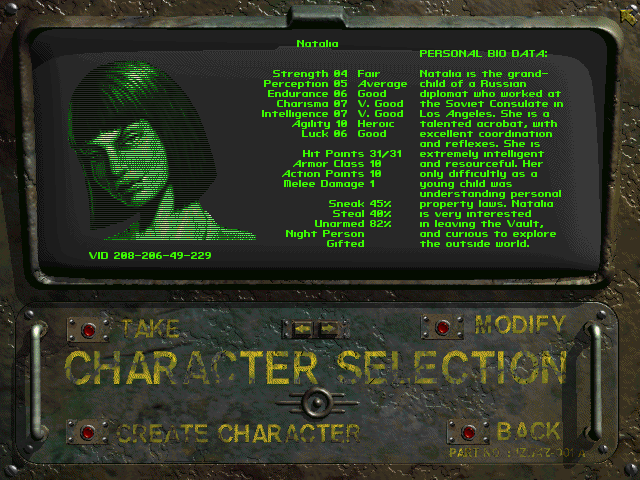 Natalia
Strength 04 Fair
Perception 05 Average
Endurance 06 Good
Charisma 07 V. Good
Intelligence 07 V. Good
Agility 10 Heroic
Luck 06 Good
Hit Points 31/31
Armor Class 10
Action Points 10
Melee Damage 1
Sneak 45%
Steal 40%
Unarmed 82%
Night Person
Gifted
PERSONAL BIO DATA:
Natalia is the grand-
child of a Russian
diplomat who worked at
the Soviet Consulate in
Los Angeles. She is a
talented acrobat, with
excellent coordination
and reflexes. She is
extremely intelligent
and resourceful. Her
only difficultly as a
young child was
understanding personal
property laws. Natalia
is very interested
in leaving the Vault,
and curious to explore
the outside world.
VID 208-206-49-229
TAKE
MODIFY
CHARACTER SELECTION
CREATE CHARACTER
BACK
PART NO.